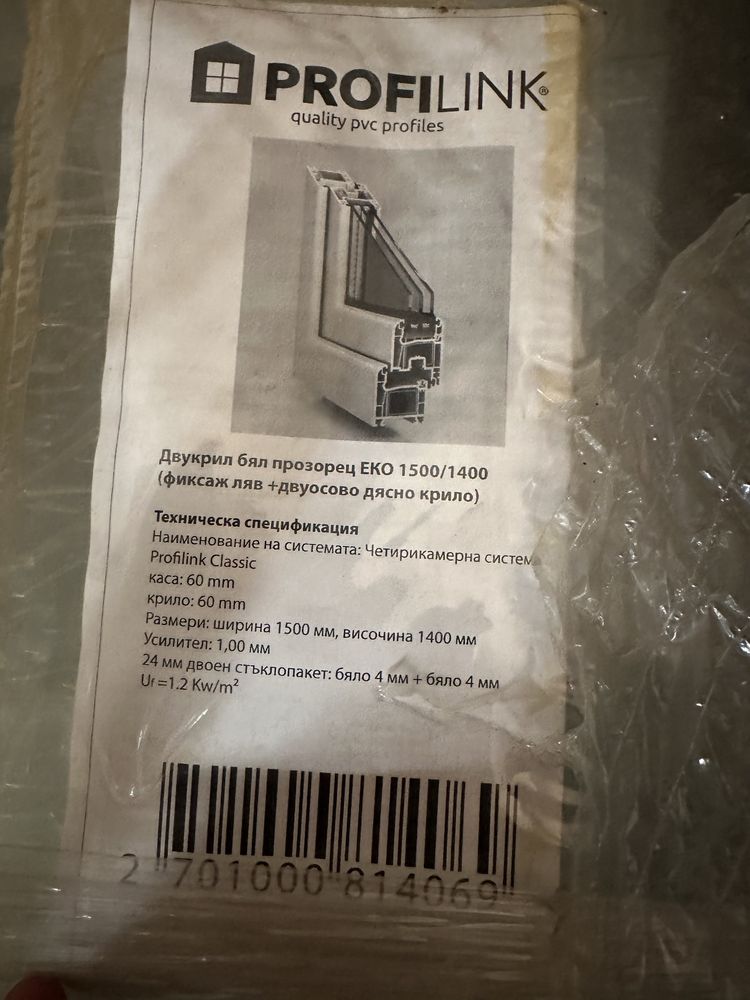 PROFILINK®
quality pvc profiles
Двукрил бял прозорец ЕКО 1500/1400
(фиксаж ляв +двуосово дясно крило)
Техническа спецификация
Наименование на системата: Четирикамерна систем
Profilink Classic
каса: 60 mm
крило: 60 mm
Размери: ширина 1500 мм, височина 1400 мм
Усилител: 1,00 мм
24 мм двоен стъклопакет: бяло 4 мм + бяло 4 мм
Uf =1.2 Kw/m²
2 701000 814069